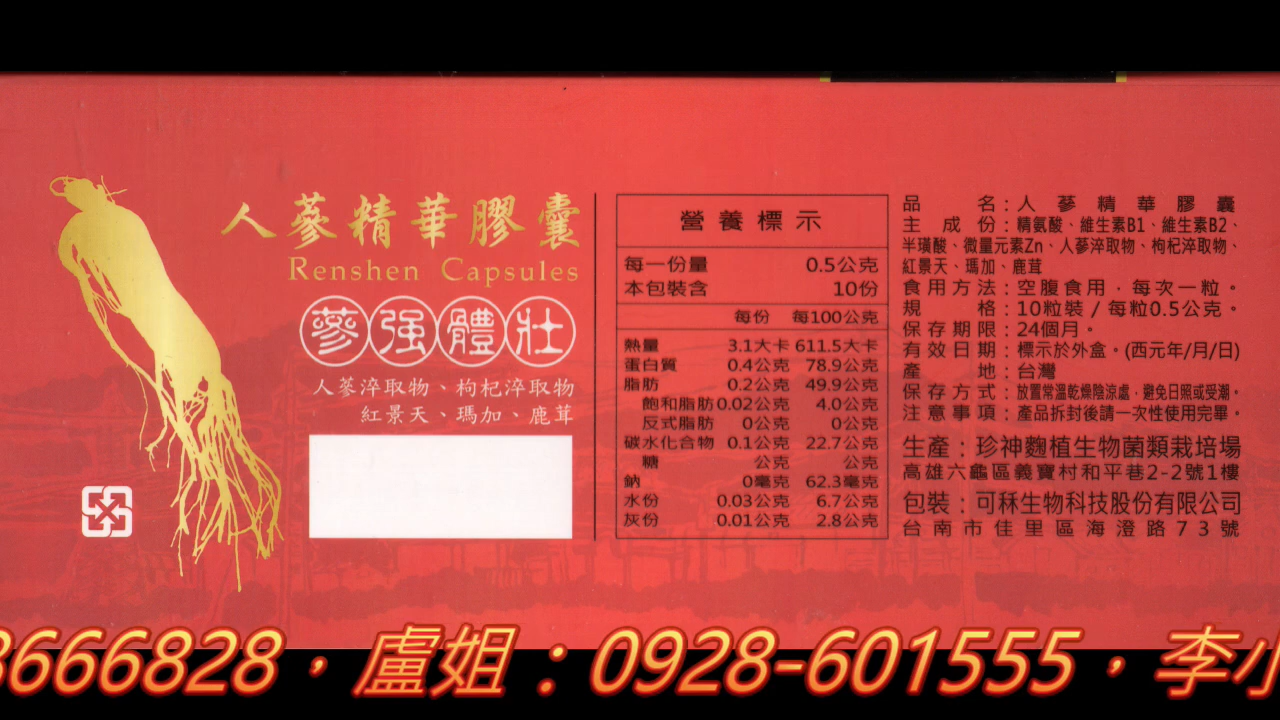 人蔘精華膠囊
Renshen Capsules
蔘强體壯
人蔘淬取物、枸杞淬取物
紅景天、瑪加、鹿茸
營養標示
每一份量 0.5公克
本包裝含 10份
每份 每100公克
熱量 3.1大卡 611.5大卡
蛋白質 0.4公克 78.9公克
脂肪 0.2公克 49.9公克
飽和脂肪 0.02公克 4.0公克
反式脂肪 0公克 0公克
碳水化合物 0.1公克 22.7公克
糖 公克 公克
鈉 0毫克 62.3毫克
水份 0.03公克 6.7公克
灰份 0.01公克 2.8公克
品名：人蔘精華膠囊
主成份：精氨酸、維生素B1、維生素B2、
半璜酸、微量元素Zn、人蔘淬取物、枸杞淬取物、
紅景天、瑪加、鹿茸
食用方法：空腹食用．每次一粒。
規格：10粒裝 / 每粒0.5公克。
保存期限：24個月。
有效日期：標示於外盒。(西元年/月/日)
產地：台灣
保存方式：放置常溫乾燥陰涼處，避免日照或受潮。
注意事項：產品拆封後請一次性使用完畢。
生產：珍神麴植生物菌類栽培場
高雄六龜區義寶村和平巷2-2號1樓
包裝：可秝生物科技股份有限公司
台南市佳里區海澄路73號
8666828，盧姐：0928-601555，李小